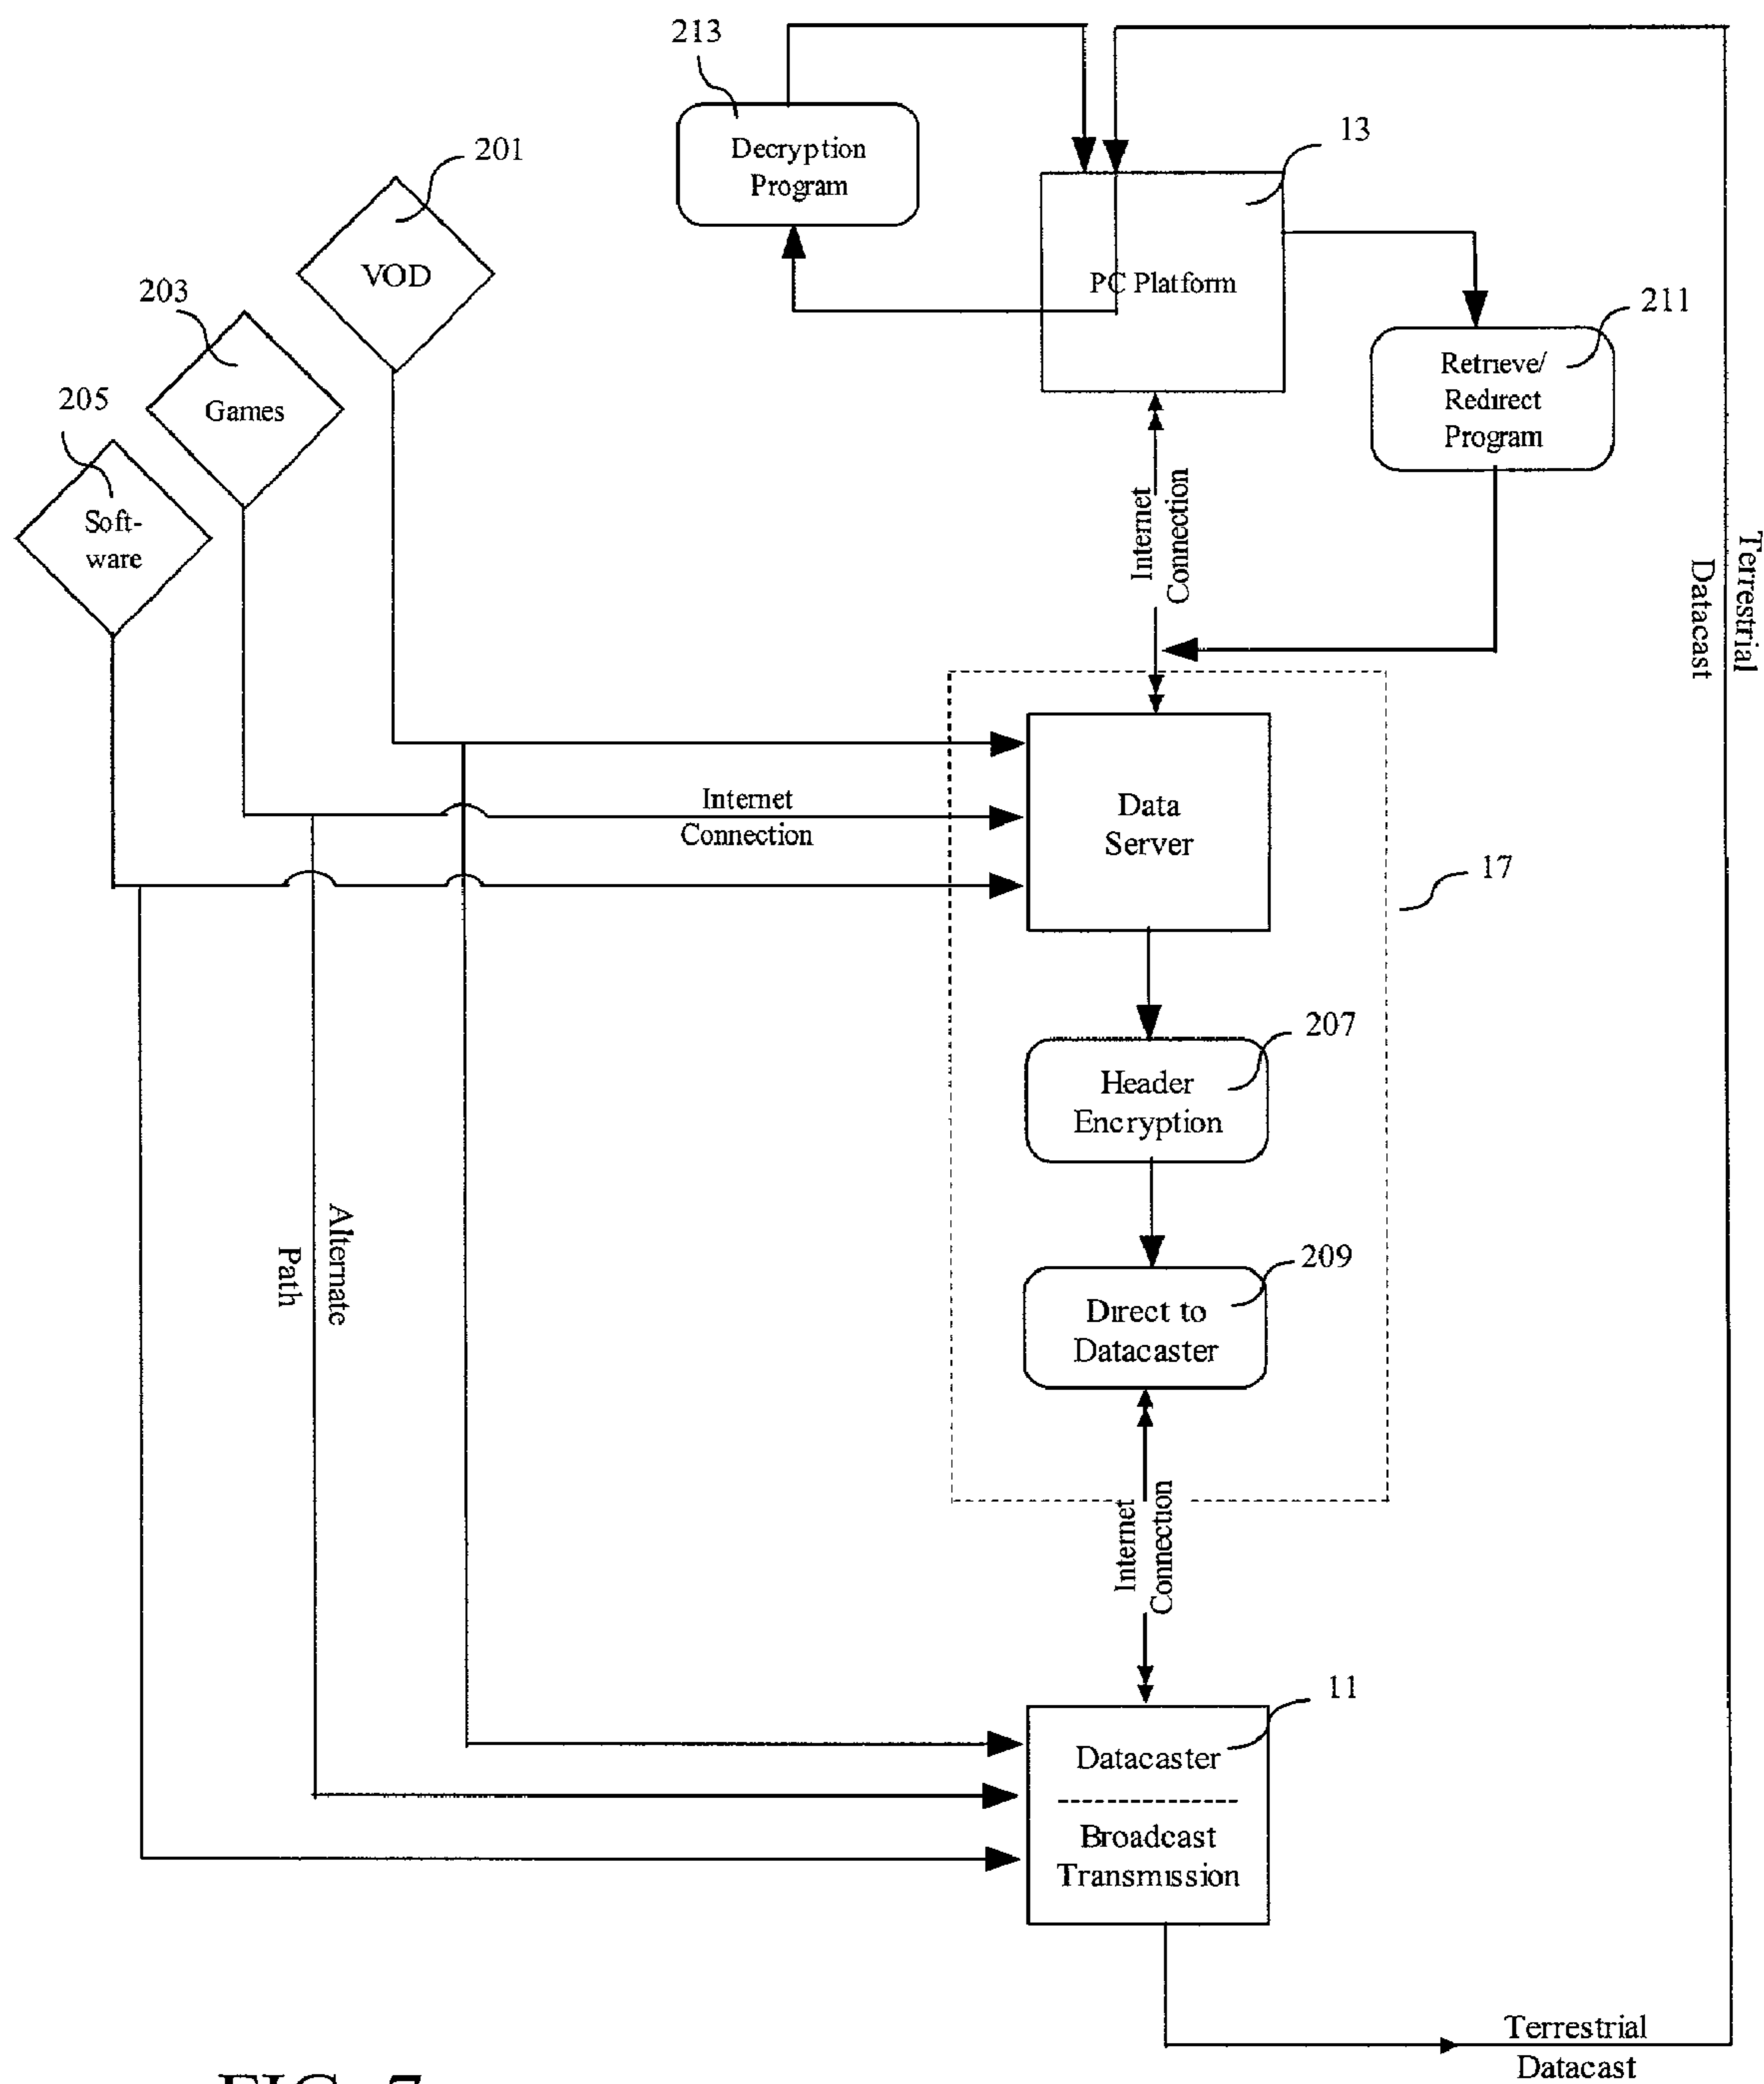 213
Decryption
Program
13
201
VOD
PC Platform
203
Games
211
Retrieve/
Redirect
Program
205
Soft-
ware
Internet
Connection
Terrestrial
Datacast
Internet
Connection
Data
Server
17
207
Header
Encryption
Alternate
Path
209
Direct to
Datacaster
Internet
Connection
11
Datacaster
Broadcast
Transmission
Terrestrial
Datacast
FIG. 7